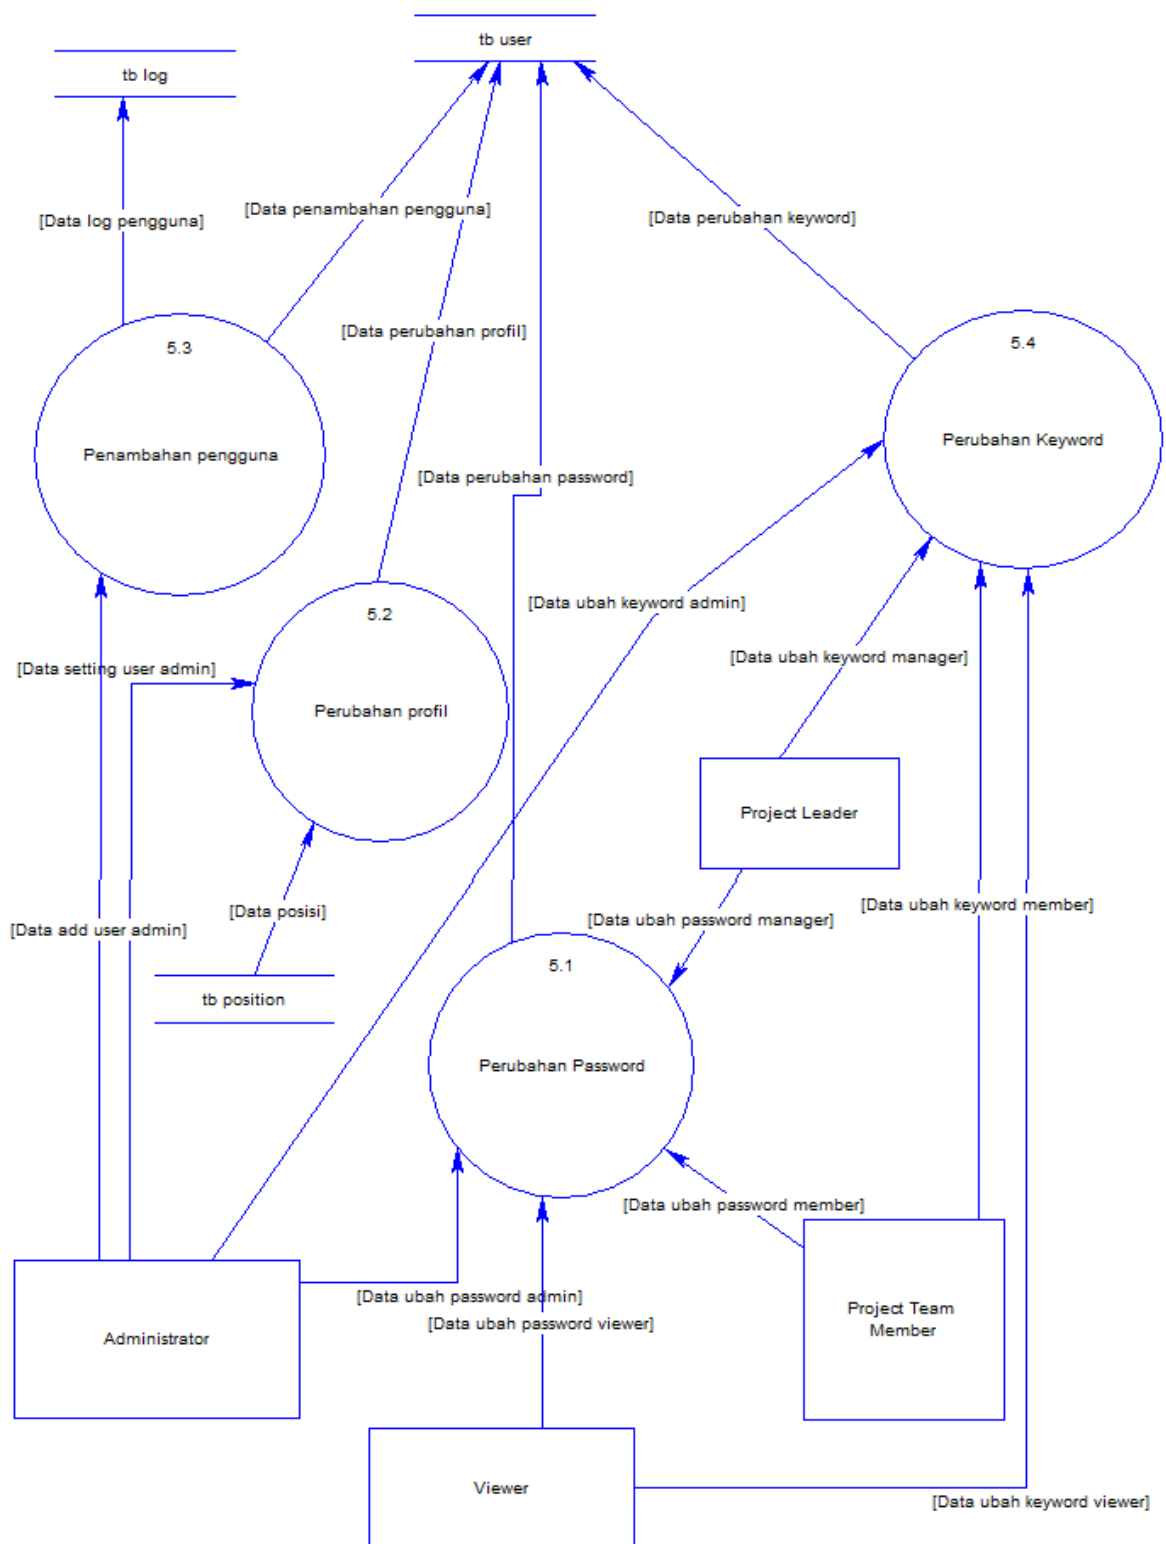 tb user
tb log
[Data log pengguna]
[Data penambahan pengguna]
[Data perubahan keyword]
[Data perubahan profil]
5.3
5.4
Penambahan pengguna
Perubahan Keyword
[Data perubahan password]
[Data ubah keyword admin]
5.2
[Data setting user admin]
[Data ubah keyword manager]
Perubahan profil
Project Leader
[Data posisi]
[Data ubah password manager]
[Data ubah keyword member]
[Data add user admin]
5.1
tb position
Perubahan Password
[Data ubah password member]
[Data ubah password admin]
Project Team
Member
[Data ubah password viewer]
Administrator
Viewer
[Data ubah keyword viewer]